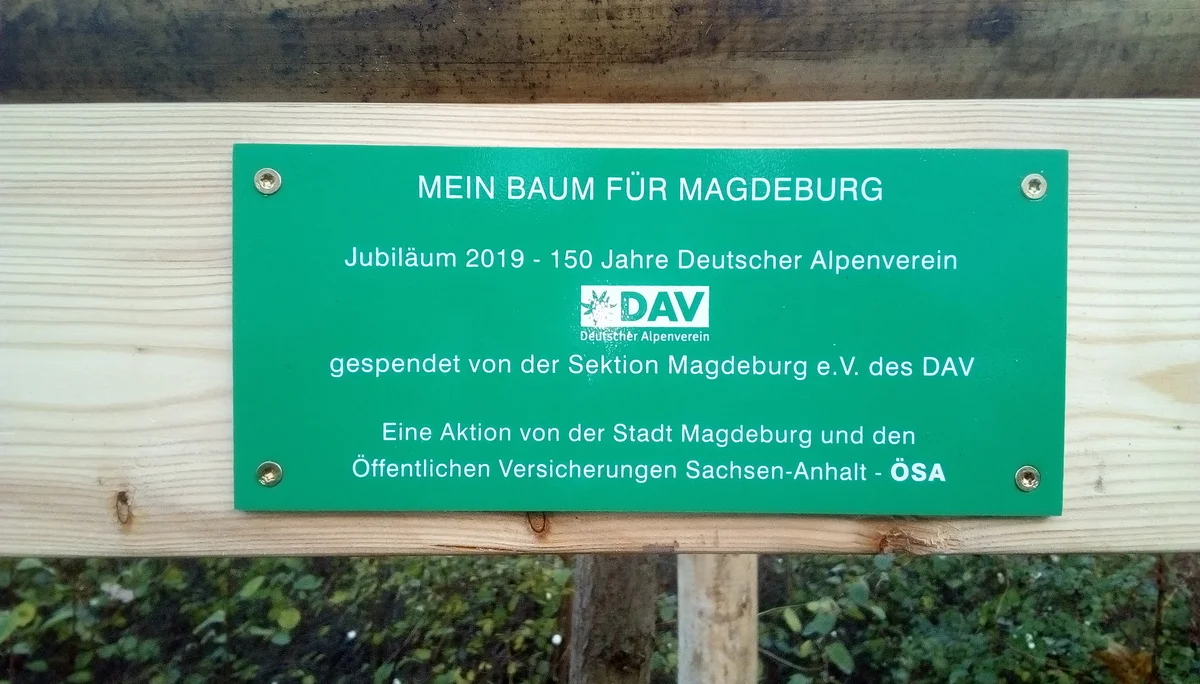 MEIN BAUM FÜR MAGDEBURG
Jubiläum 2019 - 150 Jahre Deutscher Alpenverein
DAV
Deutscher Alpenverein
gespendet von der Sektion Magdeburg e.V. des DAV
Eine Aktion von der Stadt Magdeburg und den
Öffentlichen Versicherungen Sachsen-Anhalt - ÖSA